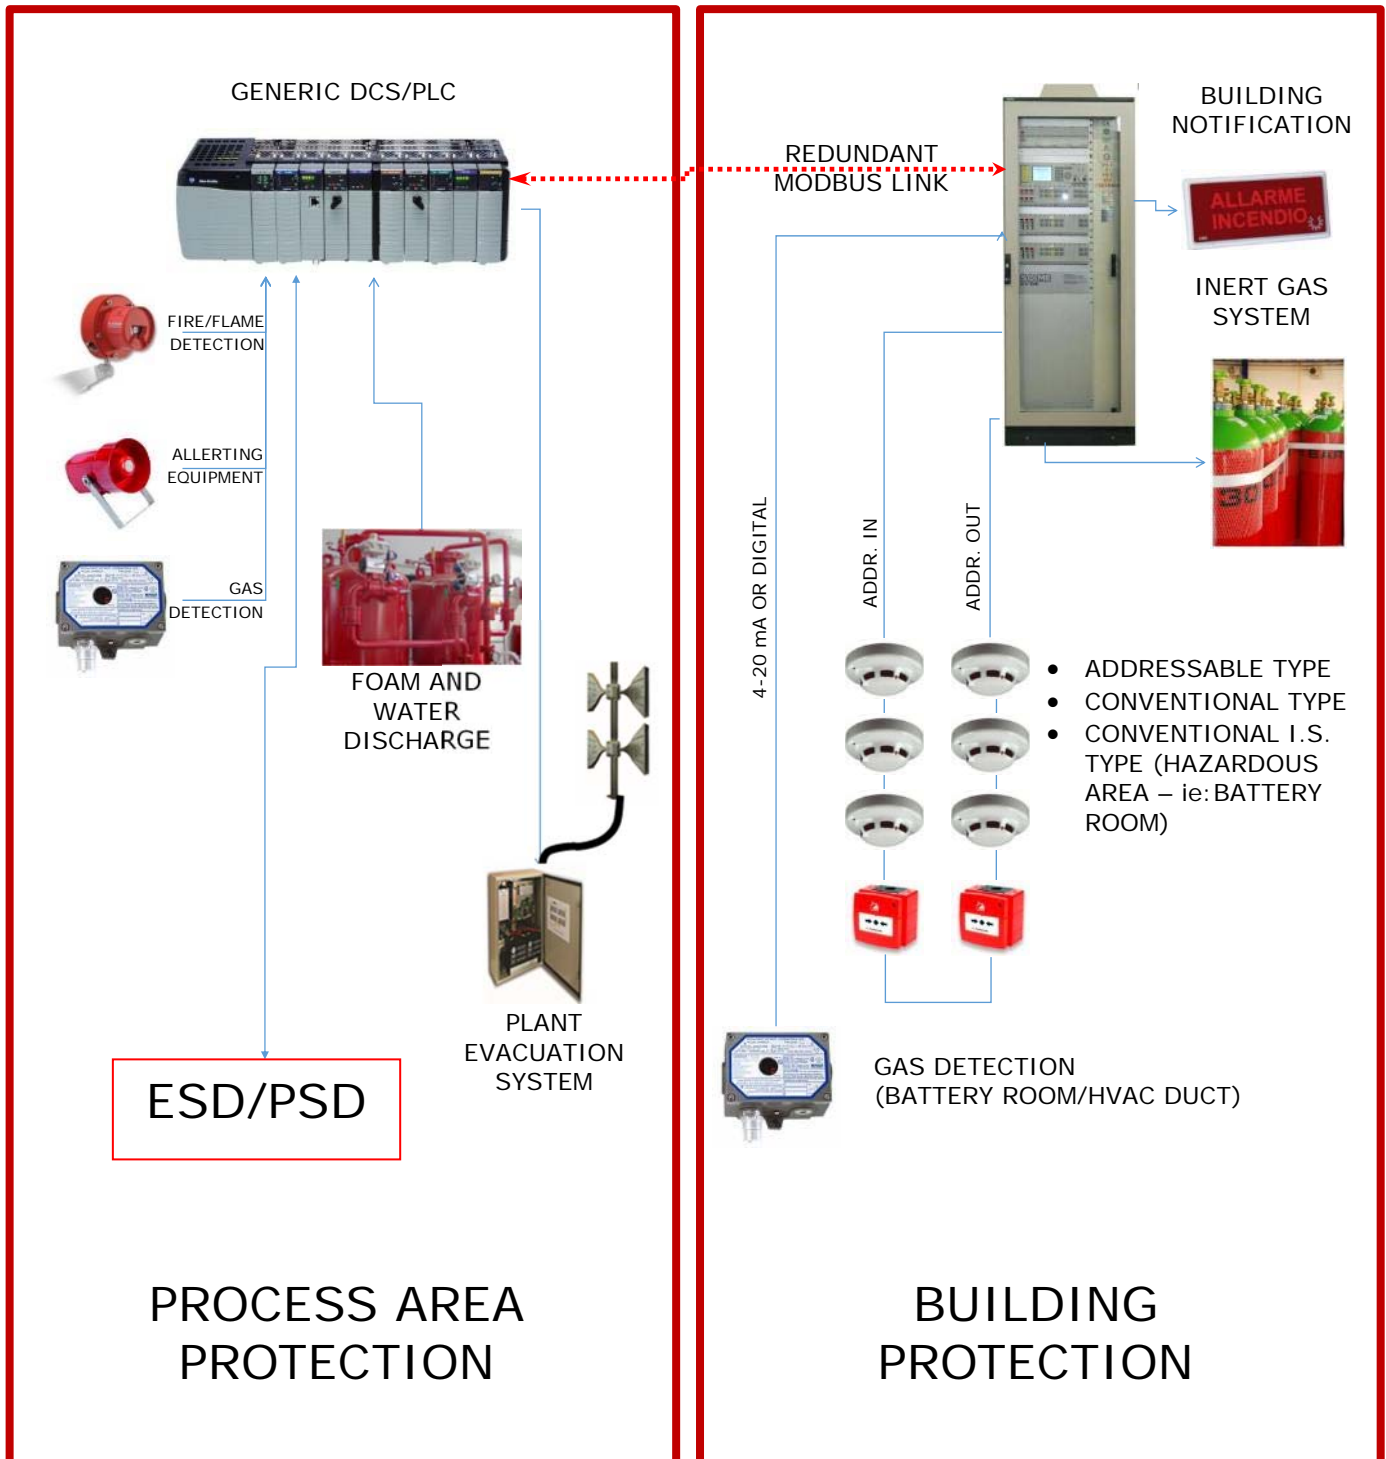 GENERIC DCS/PLC
FIRE/FLAME
DETECTION
ALLERTING
EQUIPMENT
GAS
DETECTION
FOAM AND
WATER
DISCHARGE
PLANT
EVACUATION
SYSTEM
ESD/PSD
PROCESS AREA
PROTECTION
REDUNDANT
MODBUS LINK
BUILDING
NOTIFICATION
ALLARME
INCENDIO
INERT GAS
SYSTEM
30
4-20 mA OR DIGITAL
ADDR. IN
ADDR. OUT
• ADDRESSABLE TYPE
• CONVENTIONAL TYPE
• CONVENTIONAL I.S.
TYPE (HAZARDOUS
AREA – ie: BATTERY
ROOM)
GAS DETECTION
(BATTERY ROOM/HVAC DUCT)
BUILDING
PROTECTION